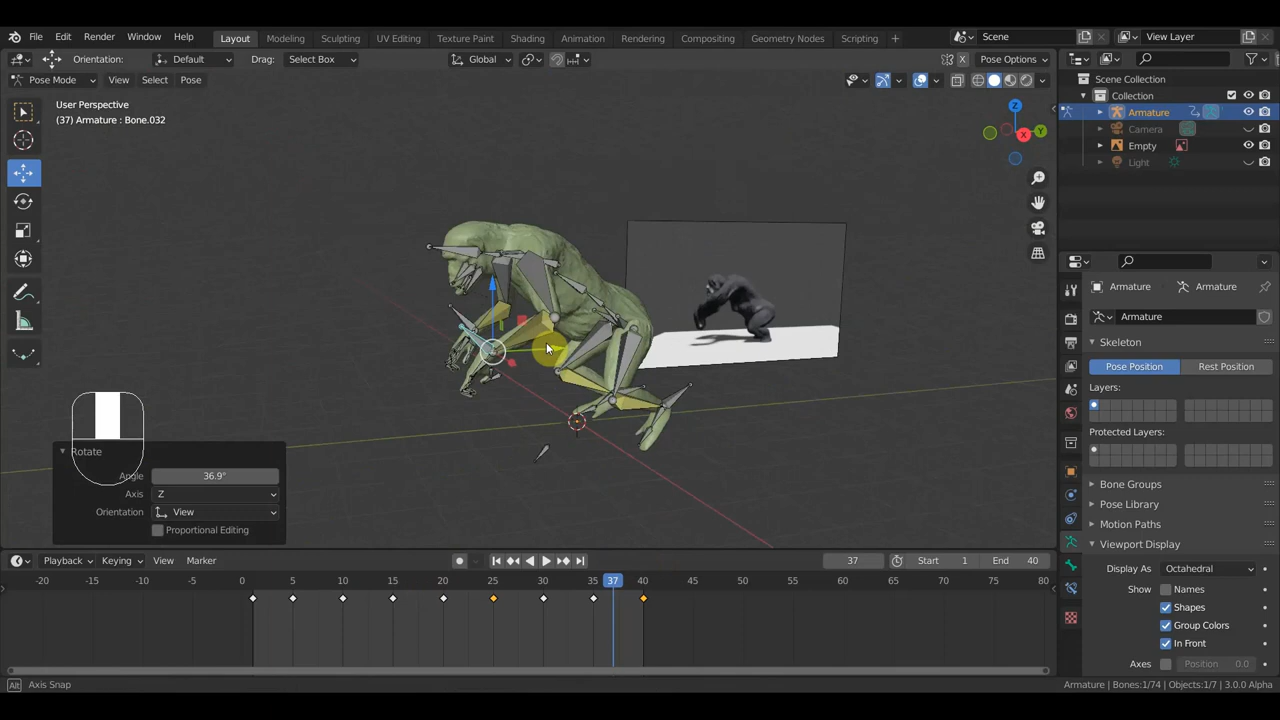 File Edit Render Window Help Layout Modeling Sculpting UV Editing Texture Paint Shading Animation Rendering Compositing Geometry Nodes Scripting + Scene View Layer
Orientation: Default Drag: Select Box Global X Pose Options
Pose Mode View Select Pose
Scene Collection
Collection
Armature
Camera
Empty
Light
User Perspective
(37) Armature : Bone.032
Z
Y
X
Rotate
Angle 36.9°
Axis Z
Orientation View
Proportional Editing
Armature Armature
Armature
Skeleton
Pose Position Rest Position
Layers:
Protected Layers:
Bone Groups
Pose Library
Motion Paths
Viewport Display
Display As Octahedral
Show Names
Shapes
Group Colors
In Front
Axes Position 0.0
Playback Keying View Marker 37 Start 1 End 40
-20 -15 -10 -5 0 5 10 15 20 25 30 35 37 40 45 50 55 60 65 70 75 80
Alt Axis Snap
Armature | Bones:1/74 | Objects:1/7 | 3.0.0 Alpha